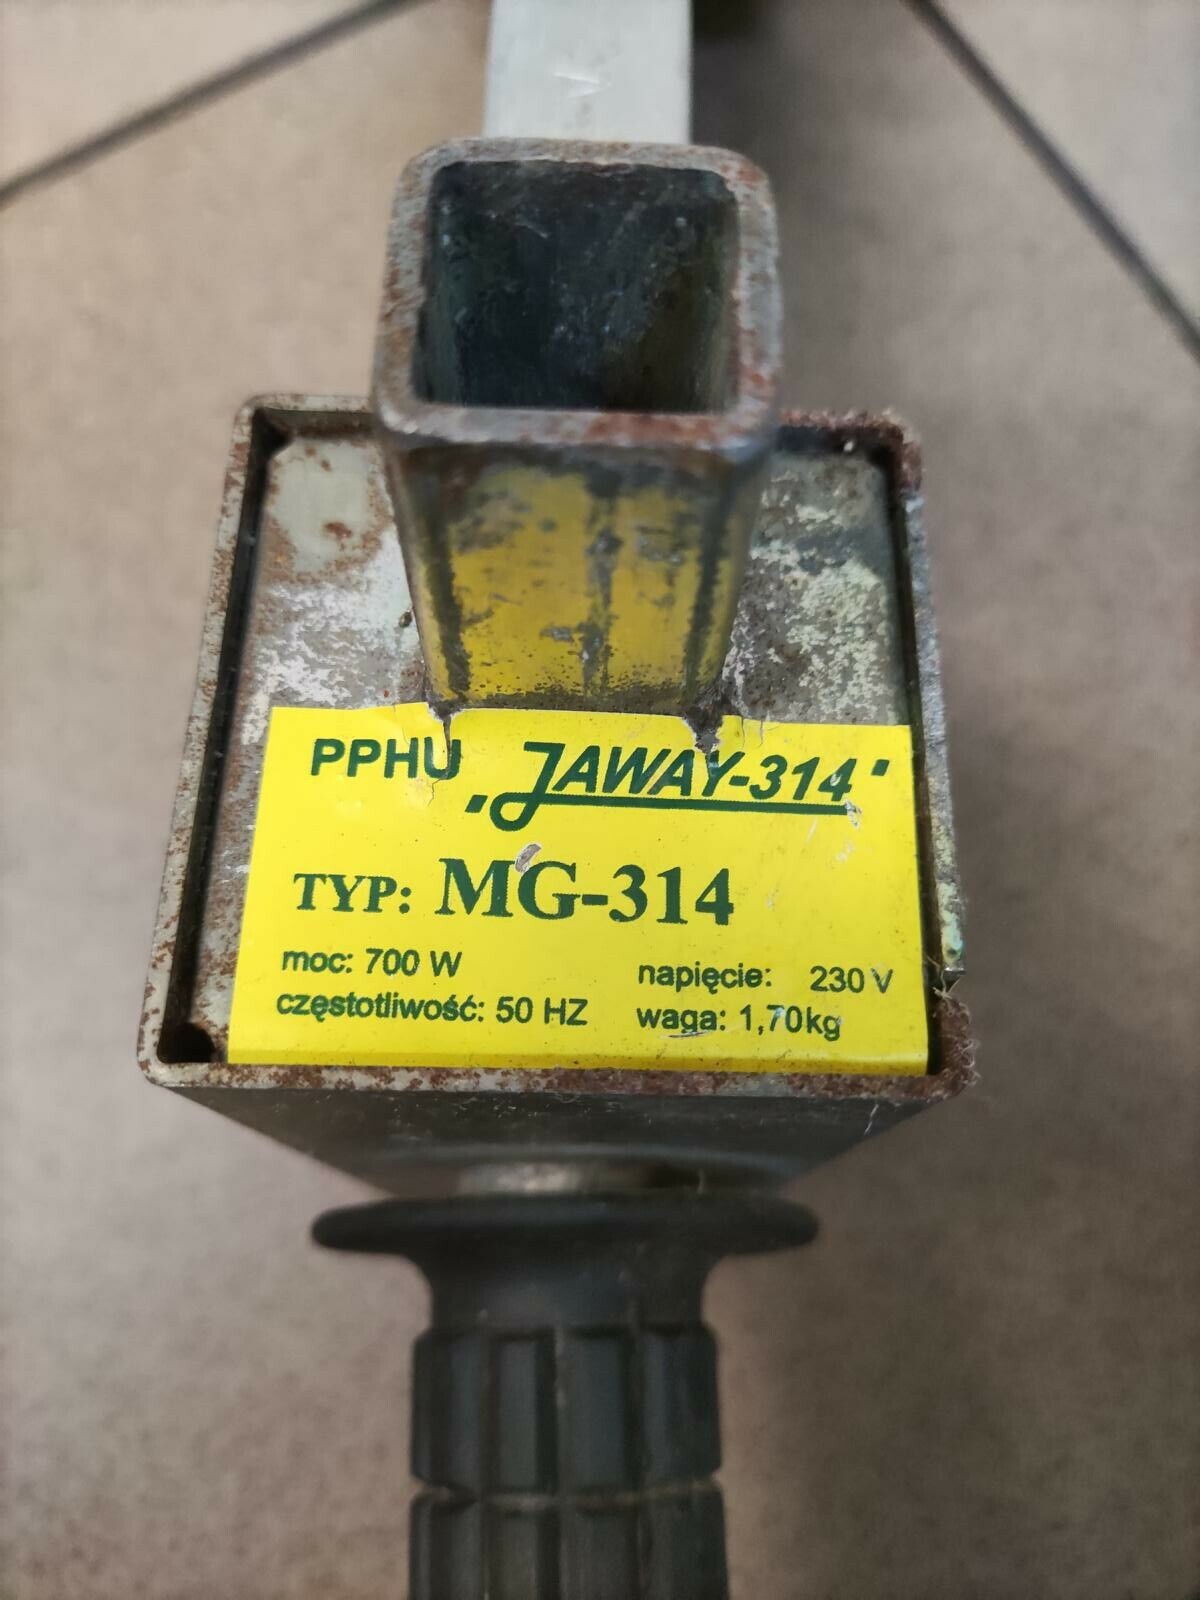 PPHU „JAWAY-314"
TYP: MG-314
moc: 700 W napięcie: 230 V
częstotliwość: 50 HZ waga: 1,70kg